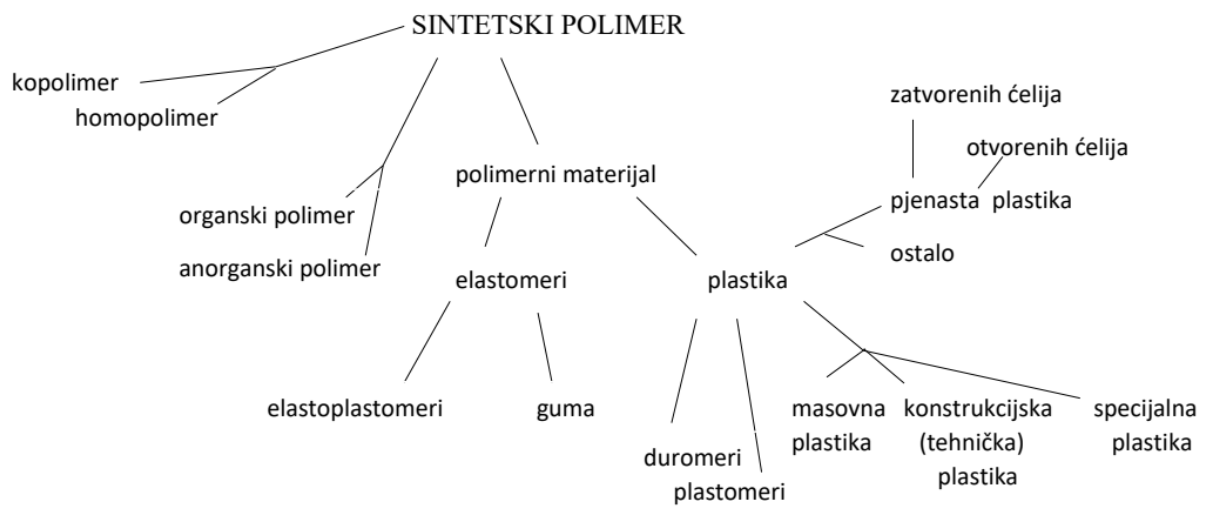 SINTETSKI POLIMER
kopolimer
homopolimer
zatvorenih ćelija
otvorenih ćelija
polimerni materijal
pjenasta plastika
organski polimer
anorganski polimer
ostalo
elastomeri
plastika
elastoplastomeri
guma
masovna
plastika
konstrukcijska
(tehnička)
plastika
specijalna
plastika
duromeri
plastomeri